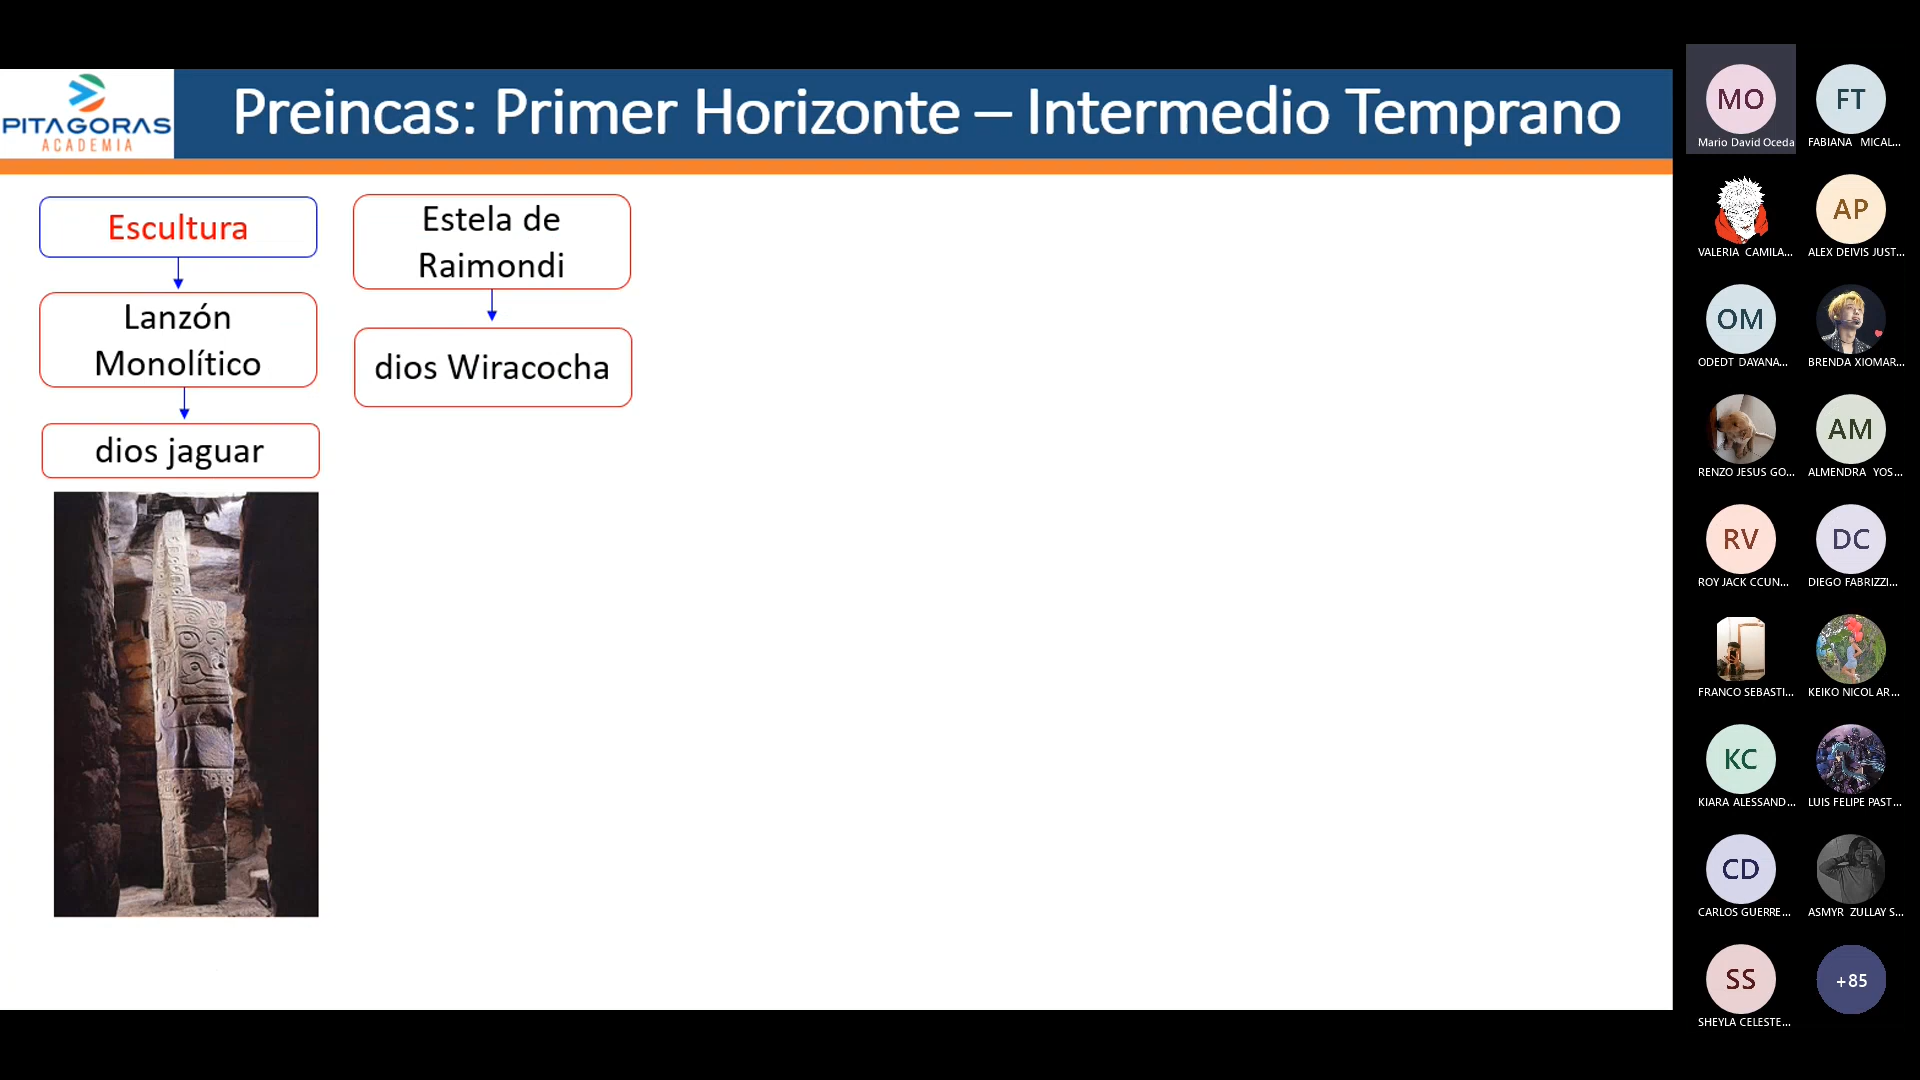 PITAGORAS
ACADEMIA
Preincas: Primer Horizonte – Intermedio Temprano
Escultura
Lanzón
Monolítico
dios jaguar
Estela de
Raimondi
dios Wiracocha
MO
Mario David Oceda
FT
FABIANA MICAL...
VALERIA CAMILA...
AP
ALEX DEIVIS JUST...
OM
ODEDT DAYANA...
BRENDA XIOMAR...
RENZO JESUS GO...
AM
ALMENDRA YOS...
RV
ROY JACK CCUN...
DC
DIEGO FABRIZZI...
FRANCO SEBASTI...
KEIKO NICOL AR...
KC
KIARA ALESSAND...
LUIS FELIPE PAST...
CD
CARLOS GUERRE...
ASMYR ZULLAY S...
SS
SHEYLA CELESTE...
+85